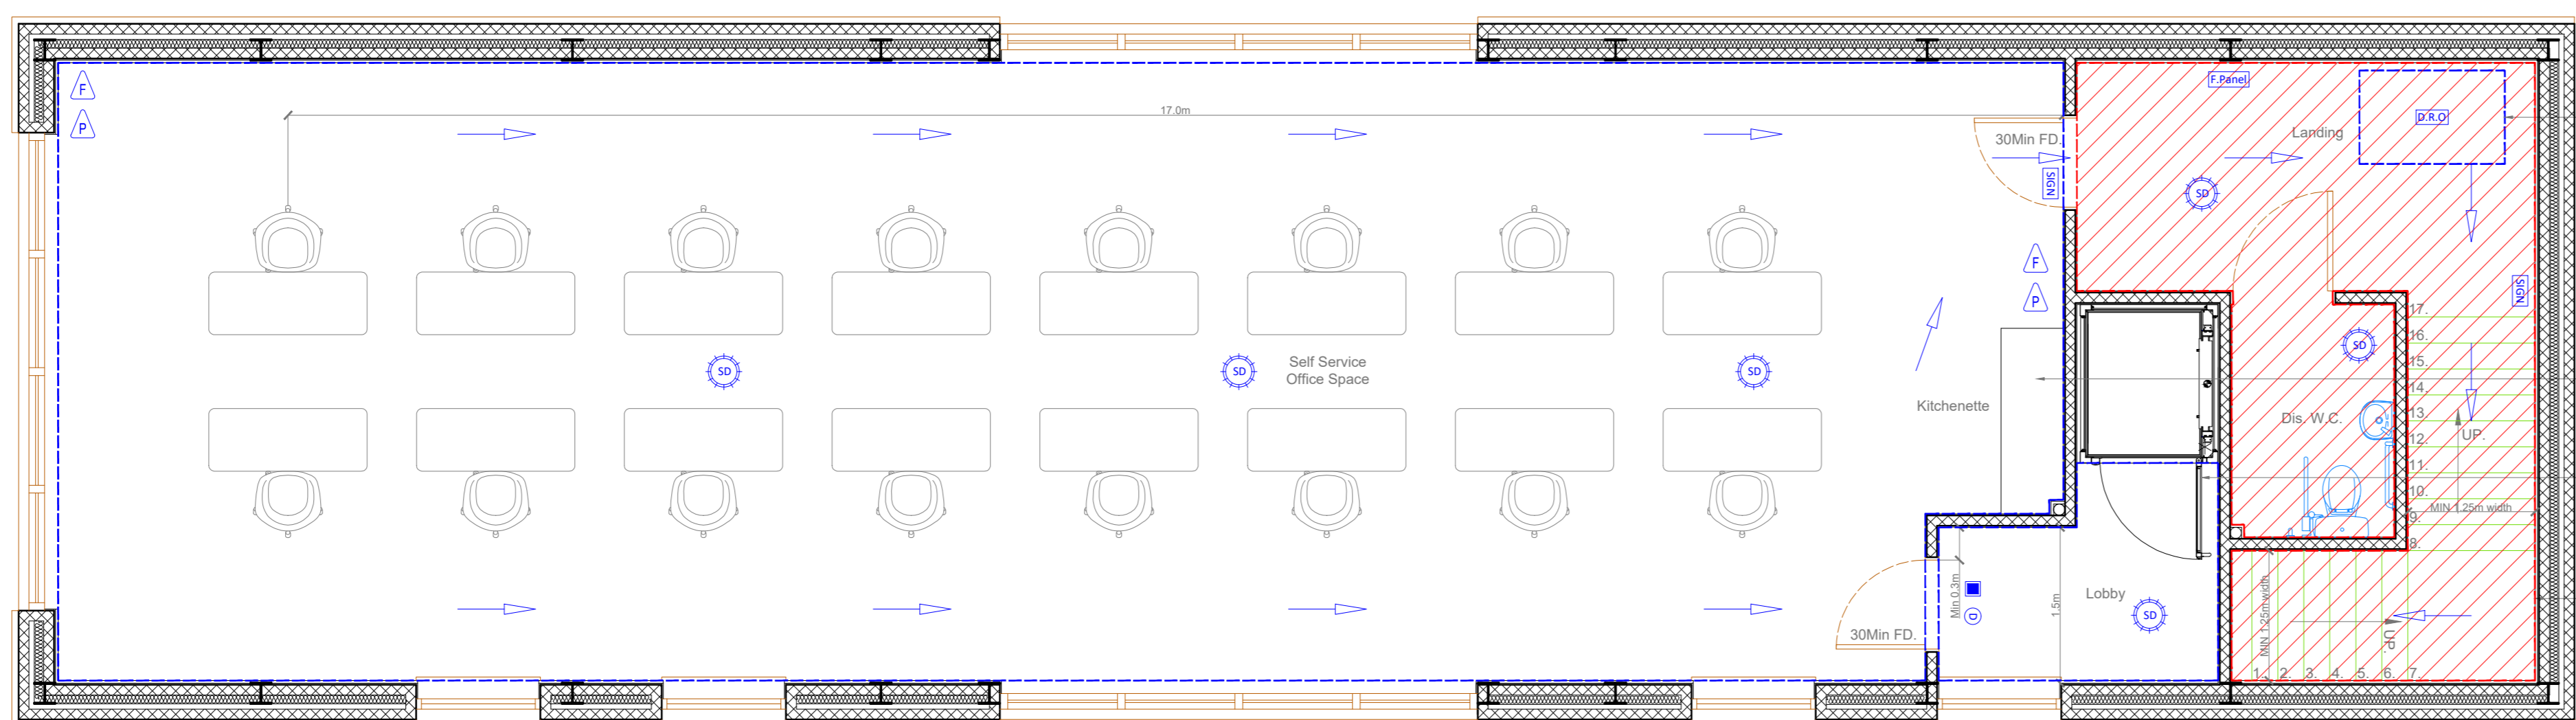 F
P
17.0m
30Min FD.
SIGN
F.Panel
D.R.O
Landing
SD
F
P
SIGN
Self Service
Office Space
SD
SD
SD
SD
Kitchenette
Dis. W.C.
17.
16.
15.
14.
13.
12.
11.
10.
9.
8.
UP.
MIN 1.25m width
Min 0.3m
1.5m
D
Lobby
SD
30Min FD.
MIN 1.25m width
UP.
1.
2.
3.
4.
5.
6.
7.